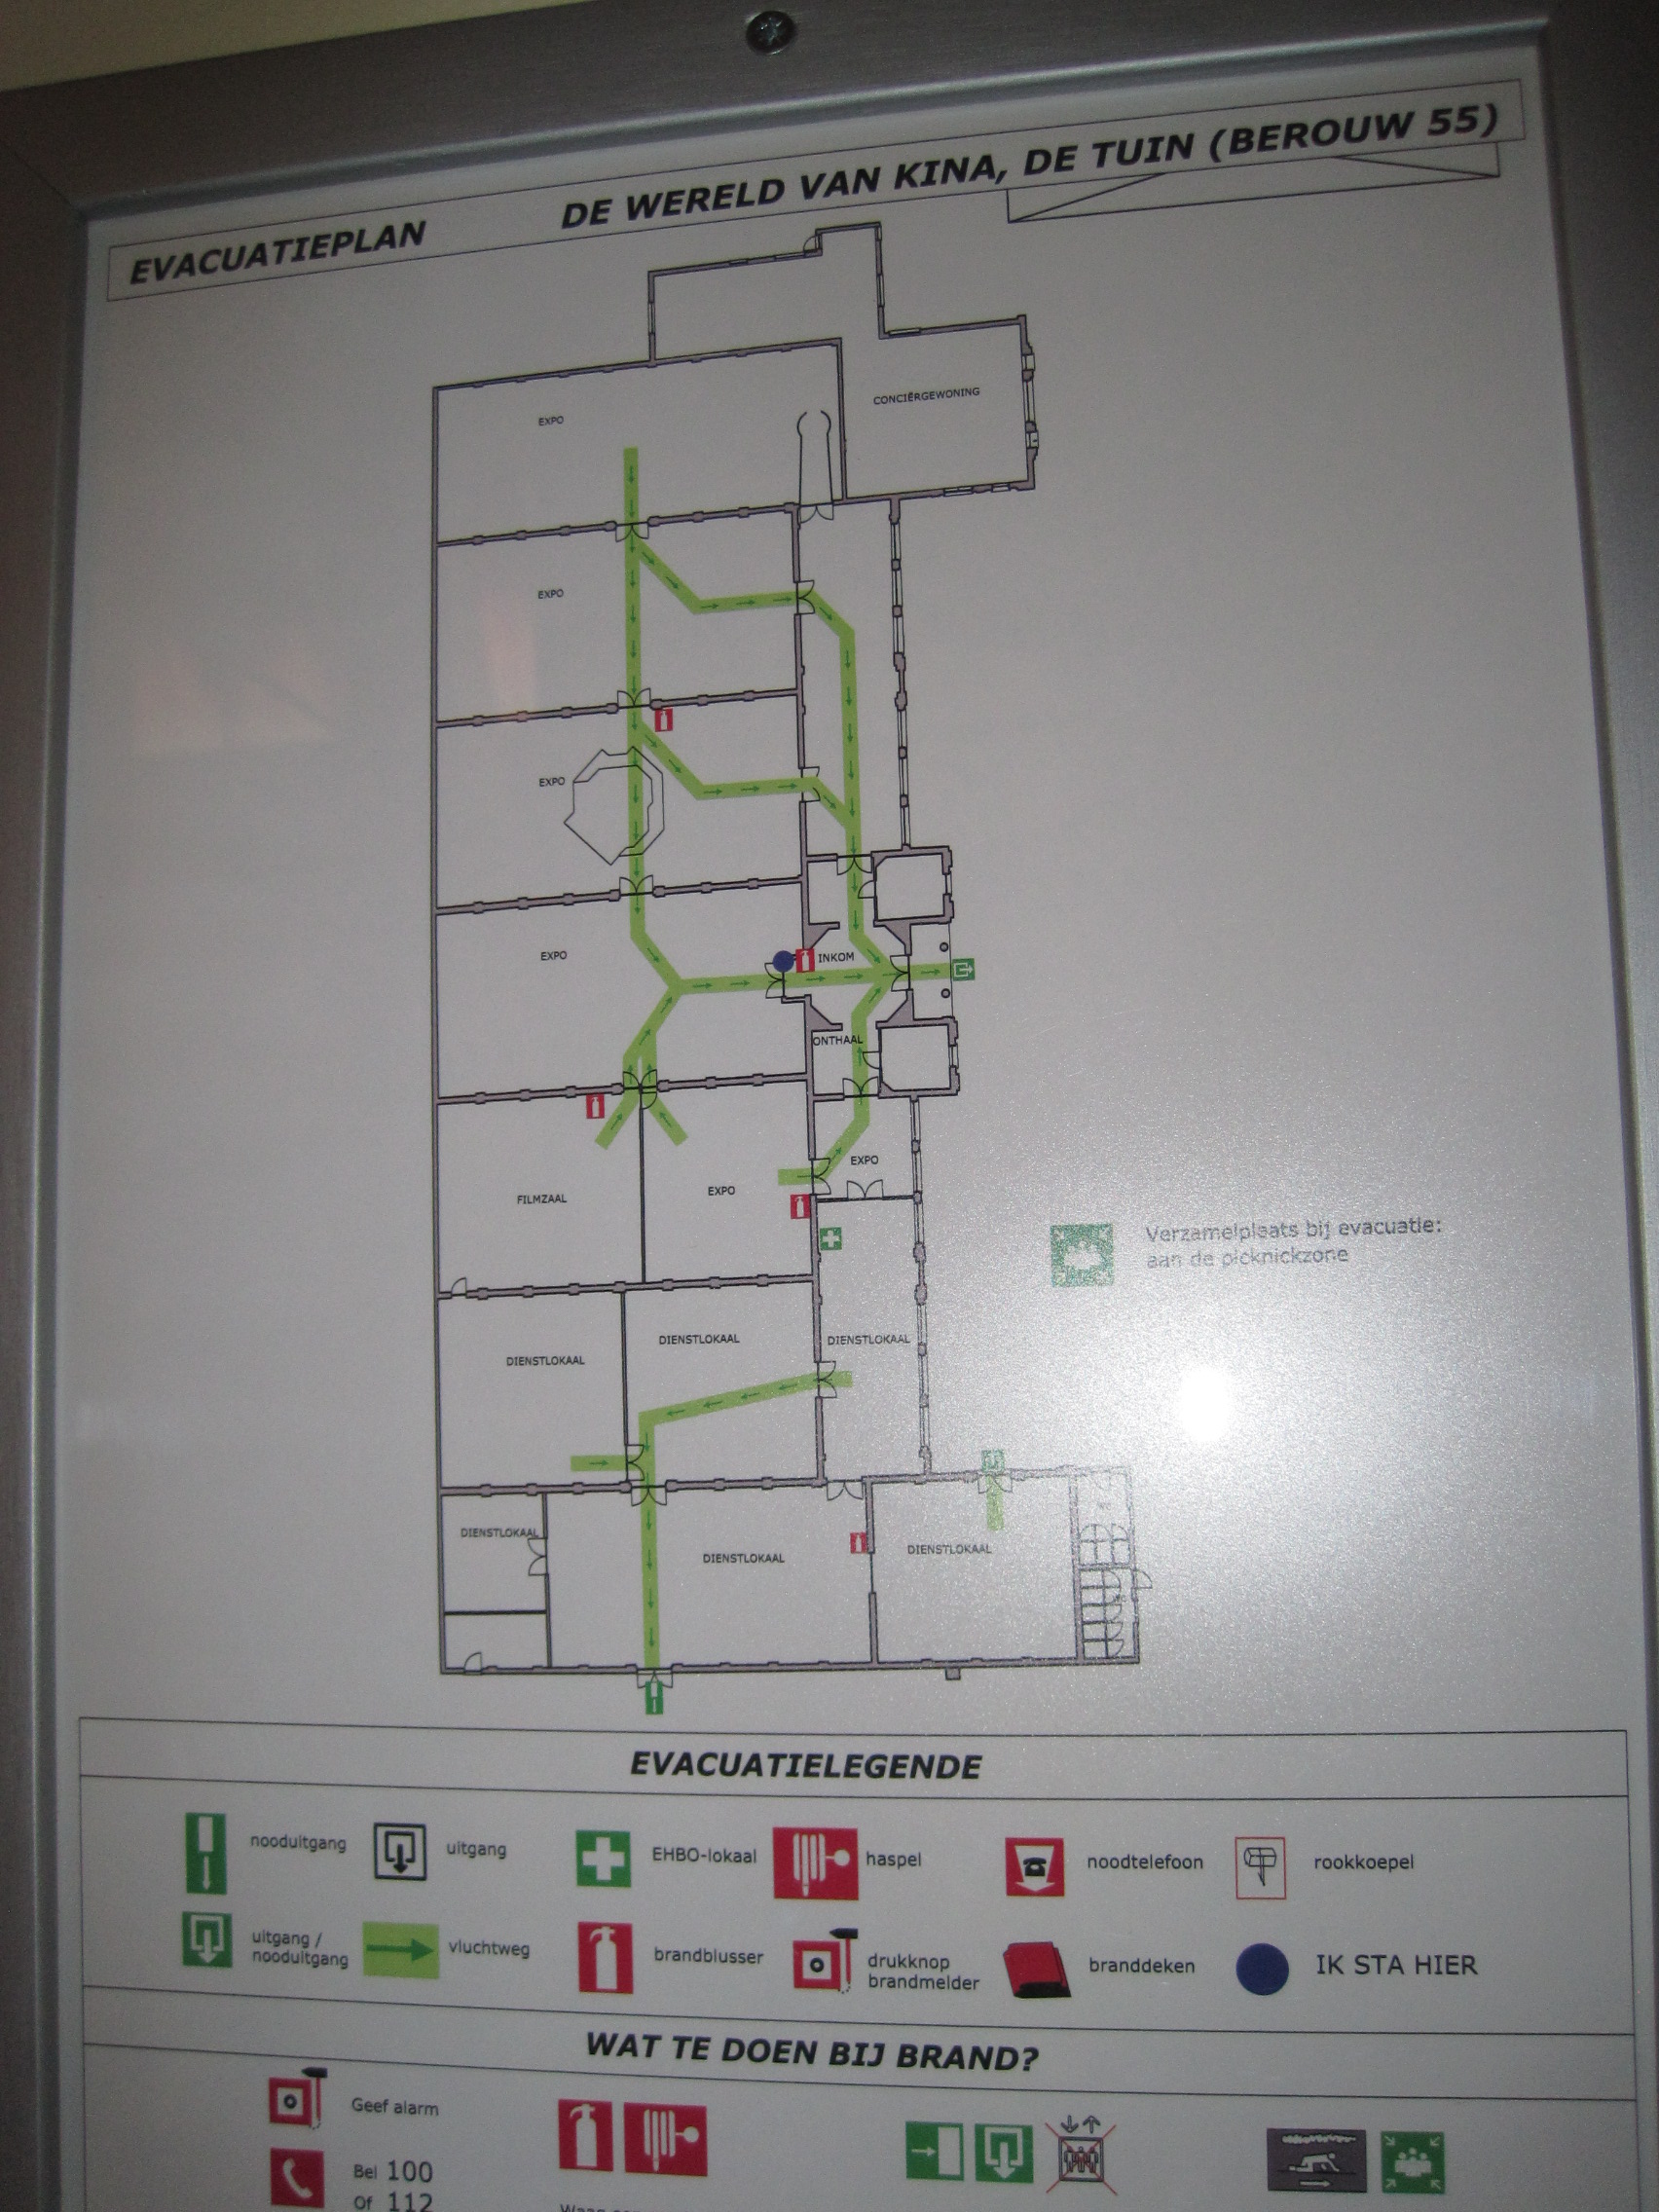 EVACUATIEPLAN DE WERELD VAN KINA, DE TUIN (BEROUW 55)
CONCIËRGEWONING
EXPO
EXPO
EXPO
EXPO
INKOM
ONTHAAL
EXPO
FILMZAAL
EXPO
Verzamelplaats bij evacuatie:
aan de picknickzone
DIENSTLOKAAL
DIENSTLOKAAL
DIENSTLOKAAL
DIENSTLOKAAL
DIENSTLOKAAL
DIENSTLOKAAL
EVACUATIELEGENDE
nooduitgang
uitgang
EHBO-lokaal
haspel
noodtelefoon
rookkoepel
uitgang /
nooduitgang
vluchtweg
brandblusser
drukknop
brandmelder
branddeken
IK STA HIER
WAT TE DOEN BIJ BRAND?
Geef alarm
Bel 100
Of 112